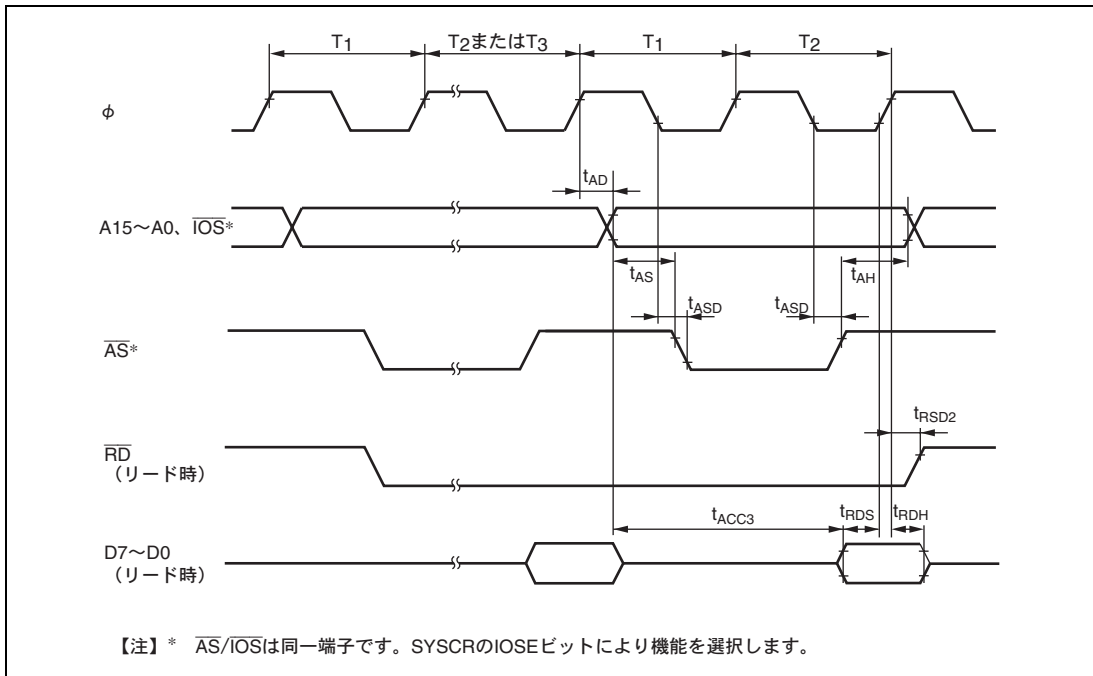 T1 T2またはT3 T1 T2
φ
tAD
A15～A0、IOS*
tAS tAH
tASD tASD
AS*
tRSD2
RD
（リード時）
tACC3 tRDS tRDH
D7～D0
（リード時）
【注】* AS/IOSは同一端子です。SYSCRのIOSEビットにより機能を選択します。